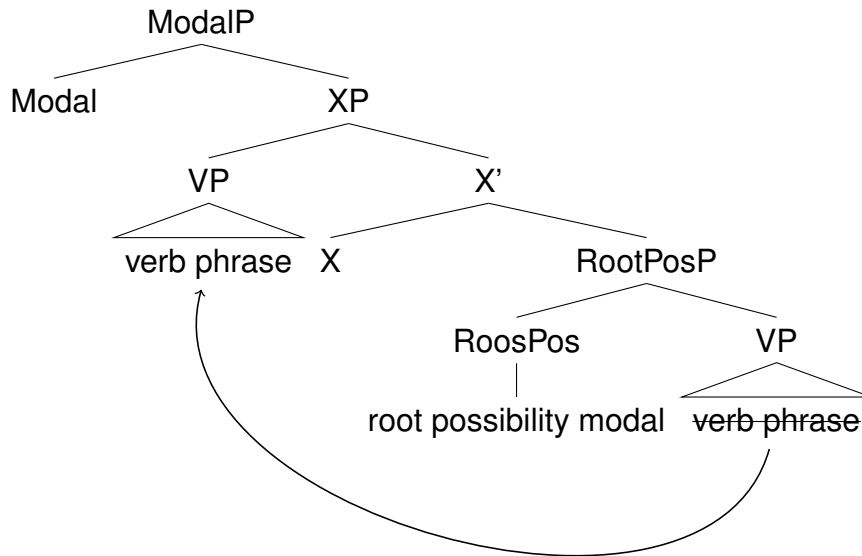 ModalP
Modal XP
VP X'
verb phrase X RootPosP
RoosPos VP
root possibility modal verb phrase